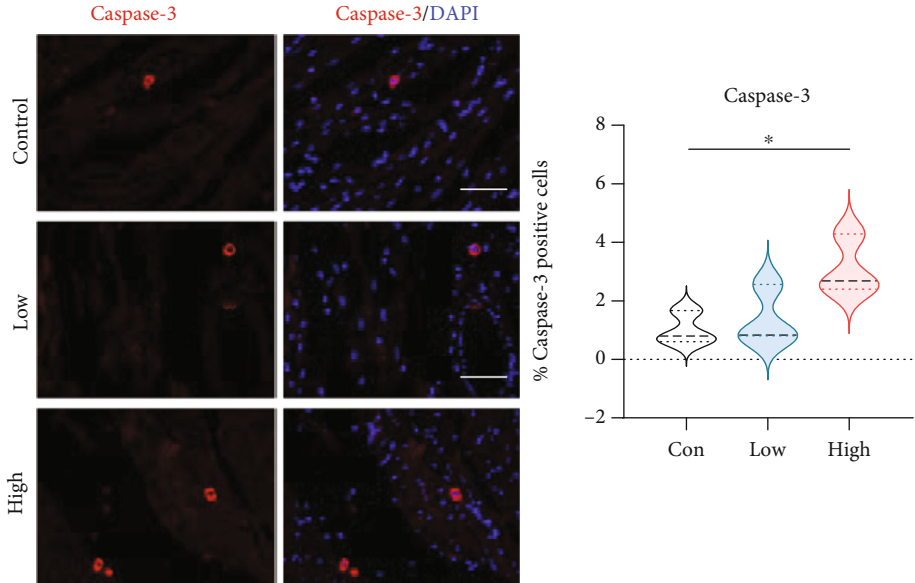 Caspase-3
Caspase-3/DAPI
Control
Low
High
Caspase-3
% Caspase-3 positive cells
8
6
4
2
0
–2
*
Con
Low
High